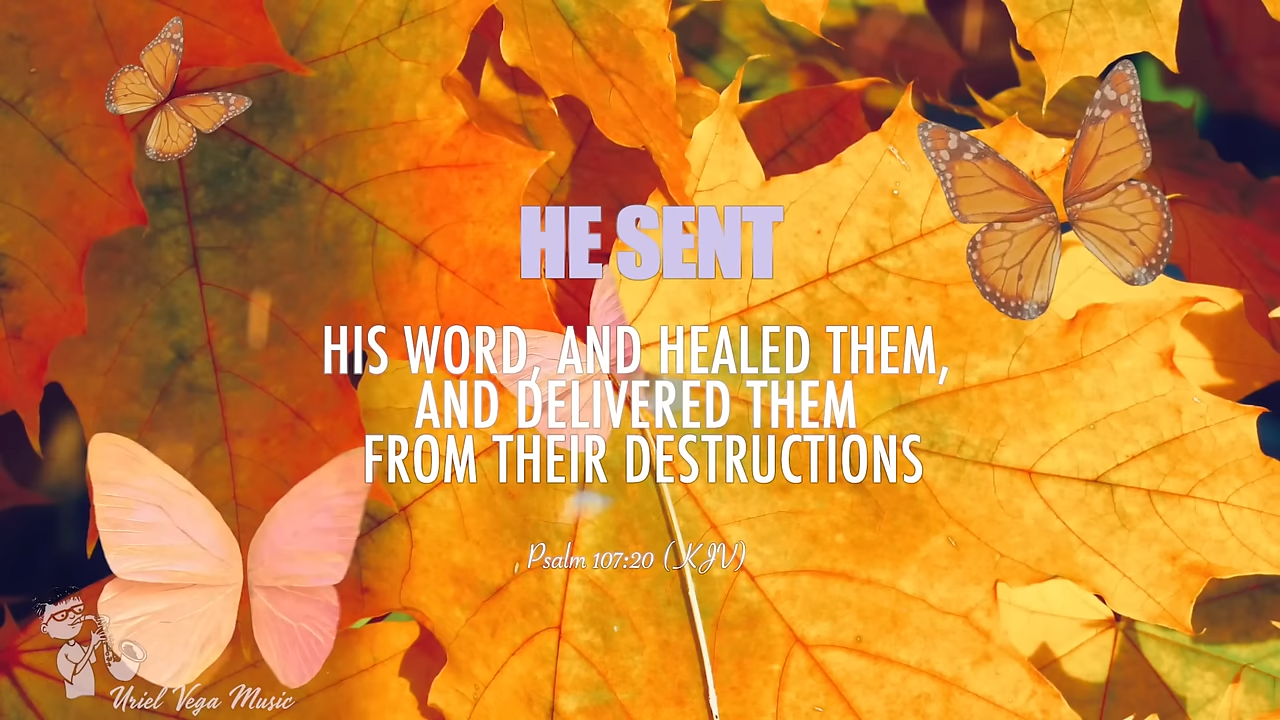 HE SENT
HIS WORD, AND HEALED THEM,
AND DELIVERED THEM
FROM THEIR DESTRUCTIONS
Psalm 107:20 (KJV)
Uriel Vega Music